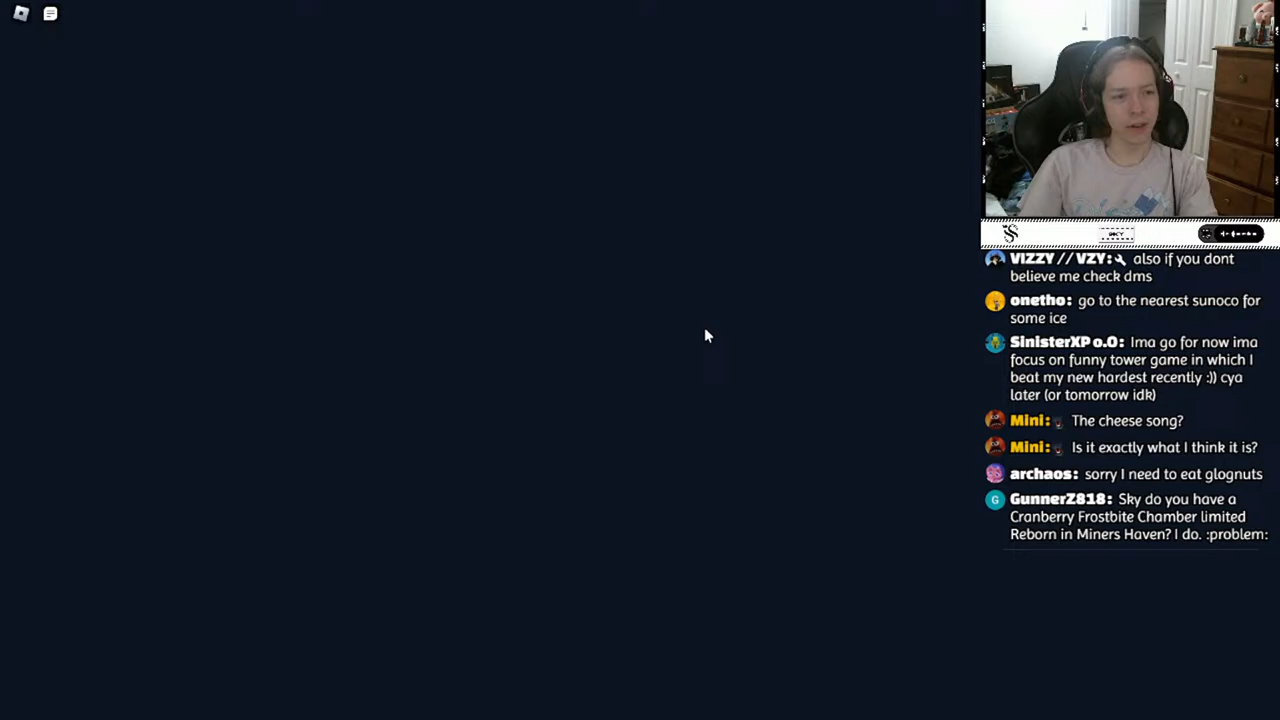 SKY
VIZZY // VZY: also if you dont
believe me check dms
onetho: go to the nearest sunoco for
some ice
SinisterXP o.O: Ima go for now ima
focus on funny tower game in which I
beat my new hardest recently :)) cya
later (or tomorrow idk)
Mini: The cheese song?
Mini: Is it exactly what I think it is?
archaos: sorry I need to eat glognuts
G GunnerZ818: Sky do you have a
Cranberry Frostbite Chamber limited
Reborn in Miners Haven? I do. :problem: